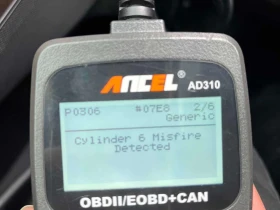 ANCEL
AD310
P0306 #07E8 2/6
Generic
Cylinder 6 Misfire
Detected
OBDII/EOBD+CAN